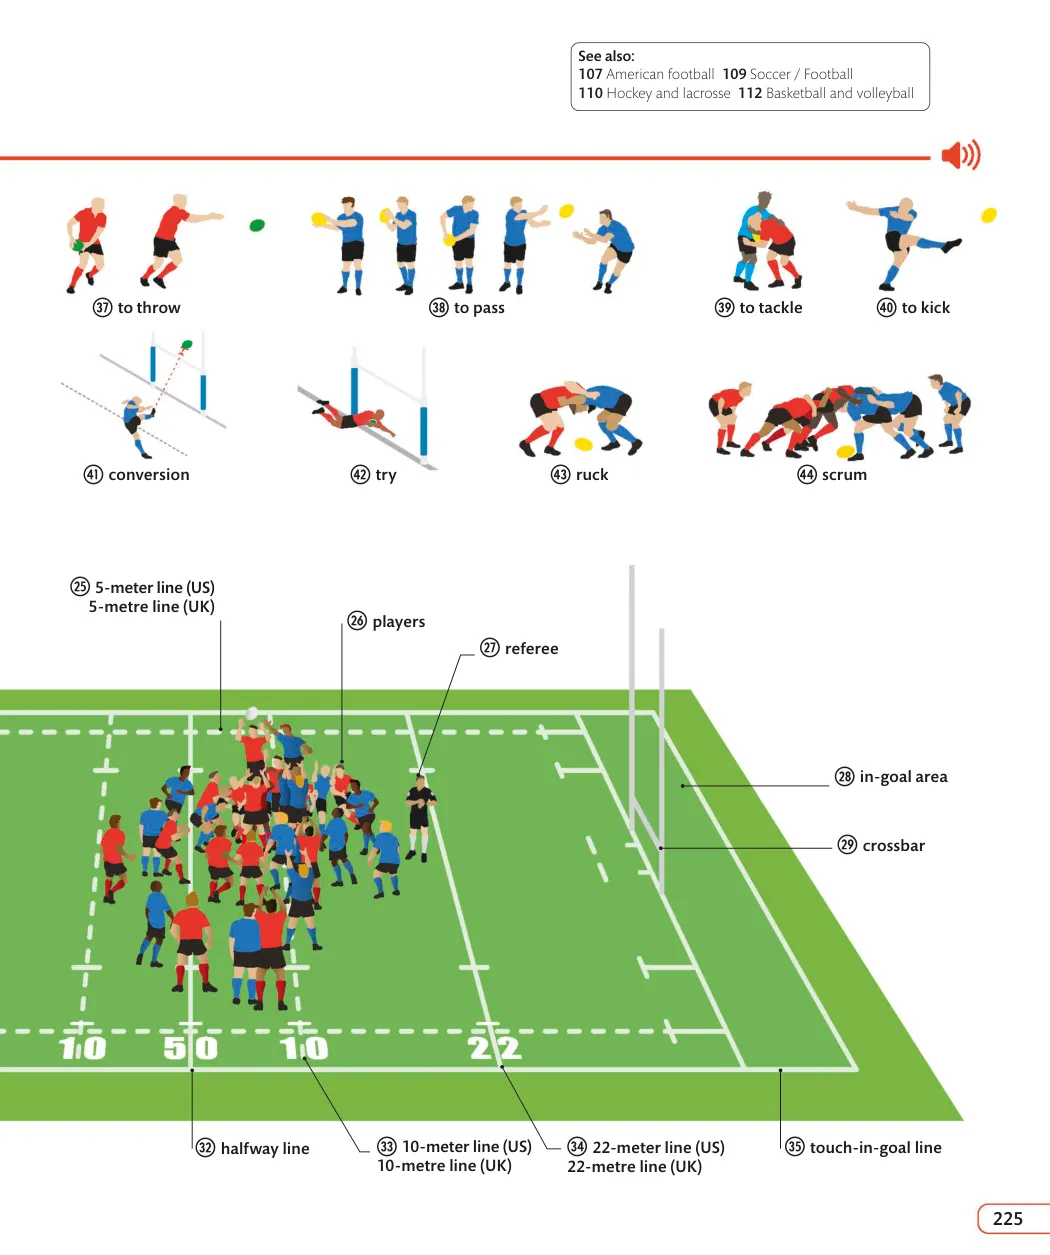 See also:
107 American football 109 Soccer / Football
110 Hockey and lacrosse 112 Basketball and volleyball
37 to throw
38 to pass
39 to tackle
40 to kick
41 conversion
42 try
43 ruck
44 scrum
25 5-meter line (US)
5-metre line (UK)
26 players
27 referee
28 in-goal area
29 crossbar
10
50
10
22
32 halfway line
33 10-meter line (US)
10-metre line (UK)
34 22-meter line (US)
22-metre line (UK)
35 touch-in-goal line
225